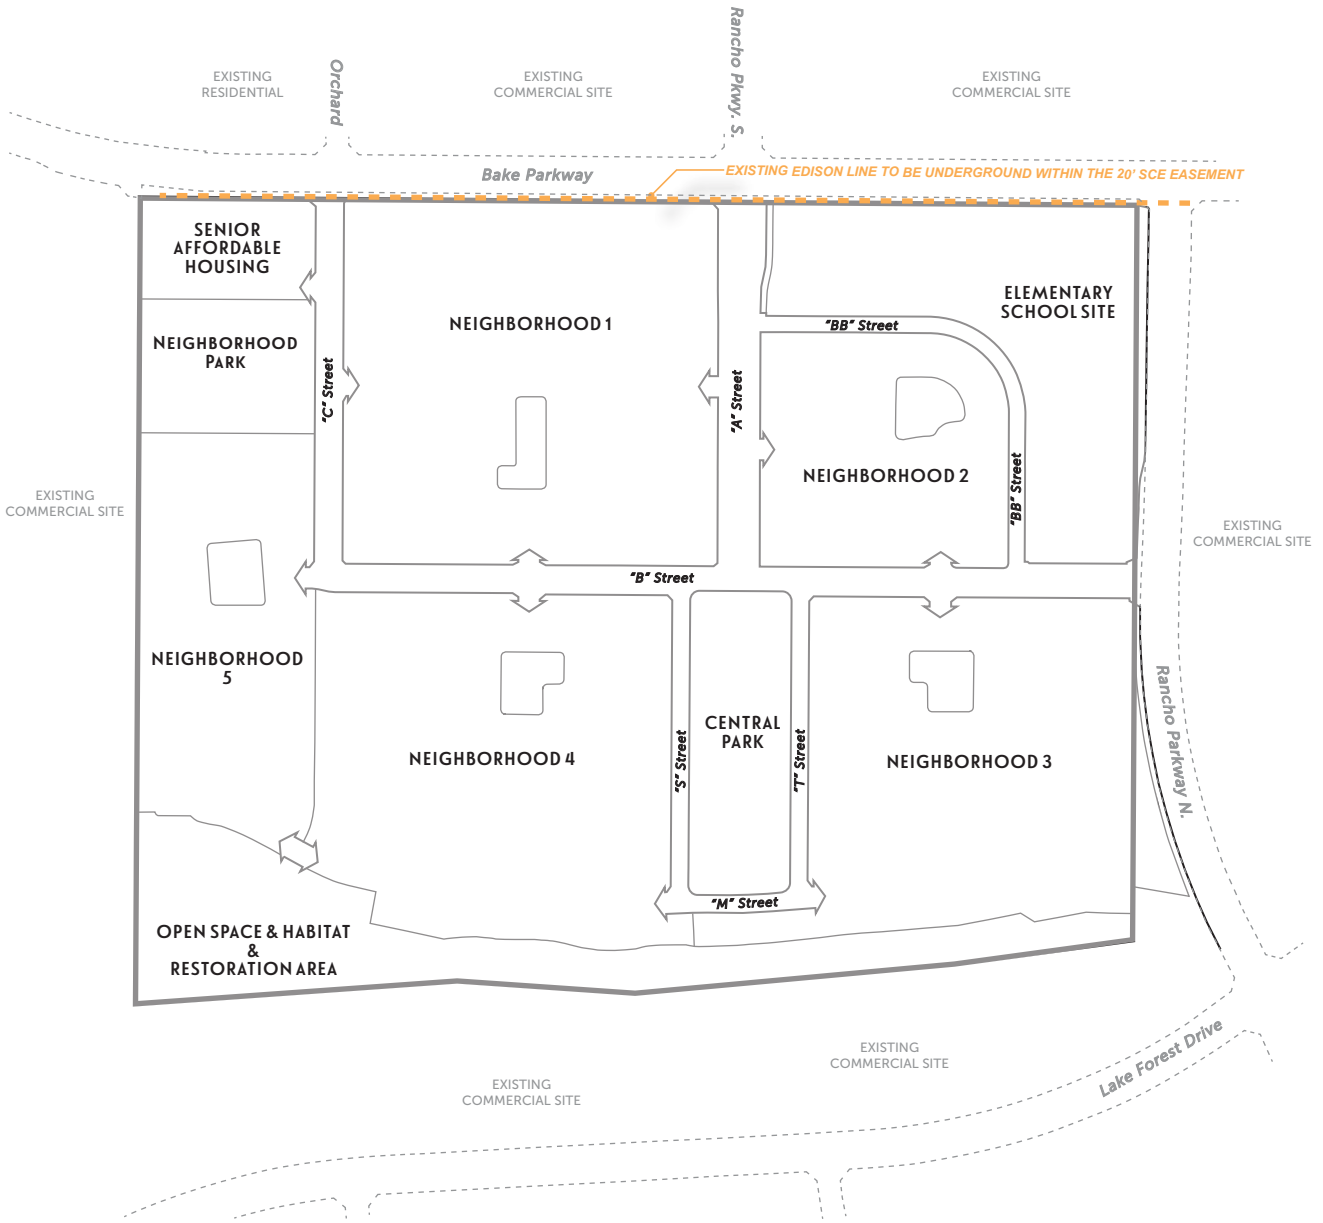 Orchard
Rancho Pkwy. S.
EXISTING
RESIDENTIAL
EXISTING
COMMERCIAL SITE
EXISTING
COMMERCIAL SITE
Bake Parkway
EXISTING EDISON LINE TO BE UNDERGROUND WITHIN THE 20' SCE EASEMENT
SENIOR
AFFORDABLE
HOUSING
NEIGHBORHOOD
PARK
"C" Street
NEIGHBORHOOD 1
"A" Street
"BB" Street
ELEMENTARY
SCHOOL SITE
NEIGHBORHOOD 2
"BB" Street
EXISTING
COMMERCIAL SITE
EXISTING
COMMERCIAL SITE
"B" Street
NEIGHBORHOOD
5
NEIGHBORHOOD 4
"S" Street
CENTRAL
PARK
"T" Street
NEIGHBORHOOD 3
Rancho Parkway N.
"M" Street
OPEN SPACE & HABITAT
&
RESTORATION AREA
EXISTING
COMMERCIAL SITE
EXISTING
COMMERCIAL SITE
Lake Forest Drive